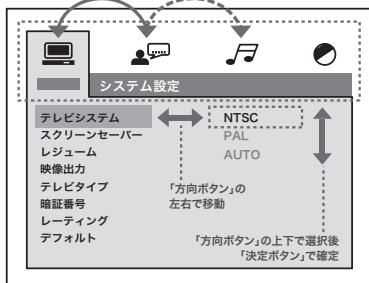 システム設定
テレビシステム
スクリーンセーバー
レジューム
映像出力
テレビタイプ
暗証番号
レーティング
デフォルト
NTSC
PAL
AUTO
「方向ボタン」の
左右で移動
「方向ボタン」の上下で選択後
「決定ボタン」で確定